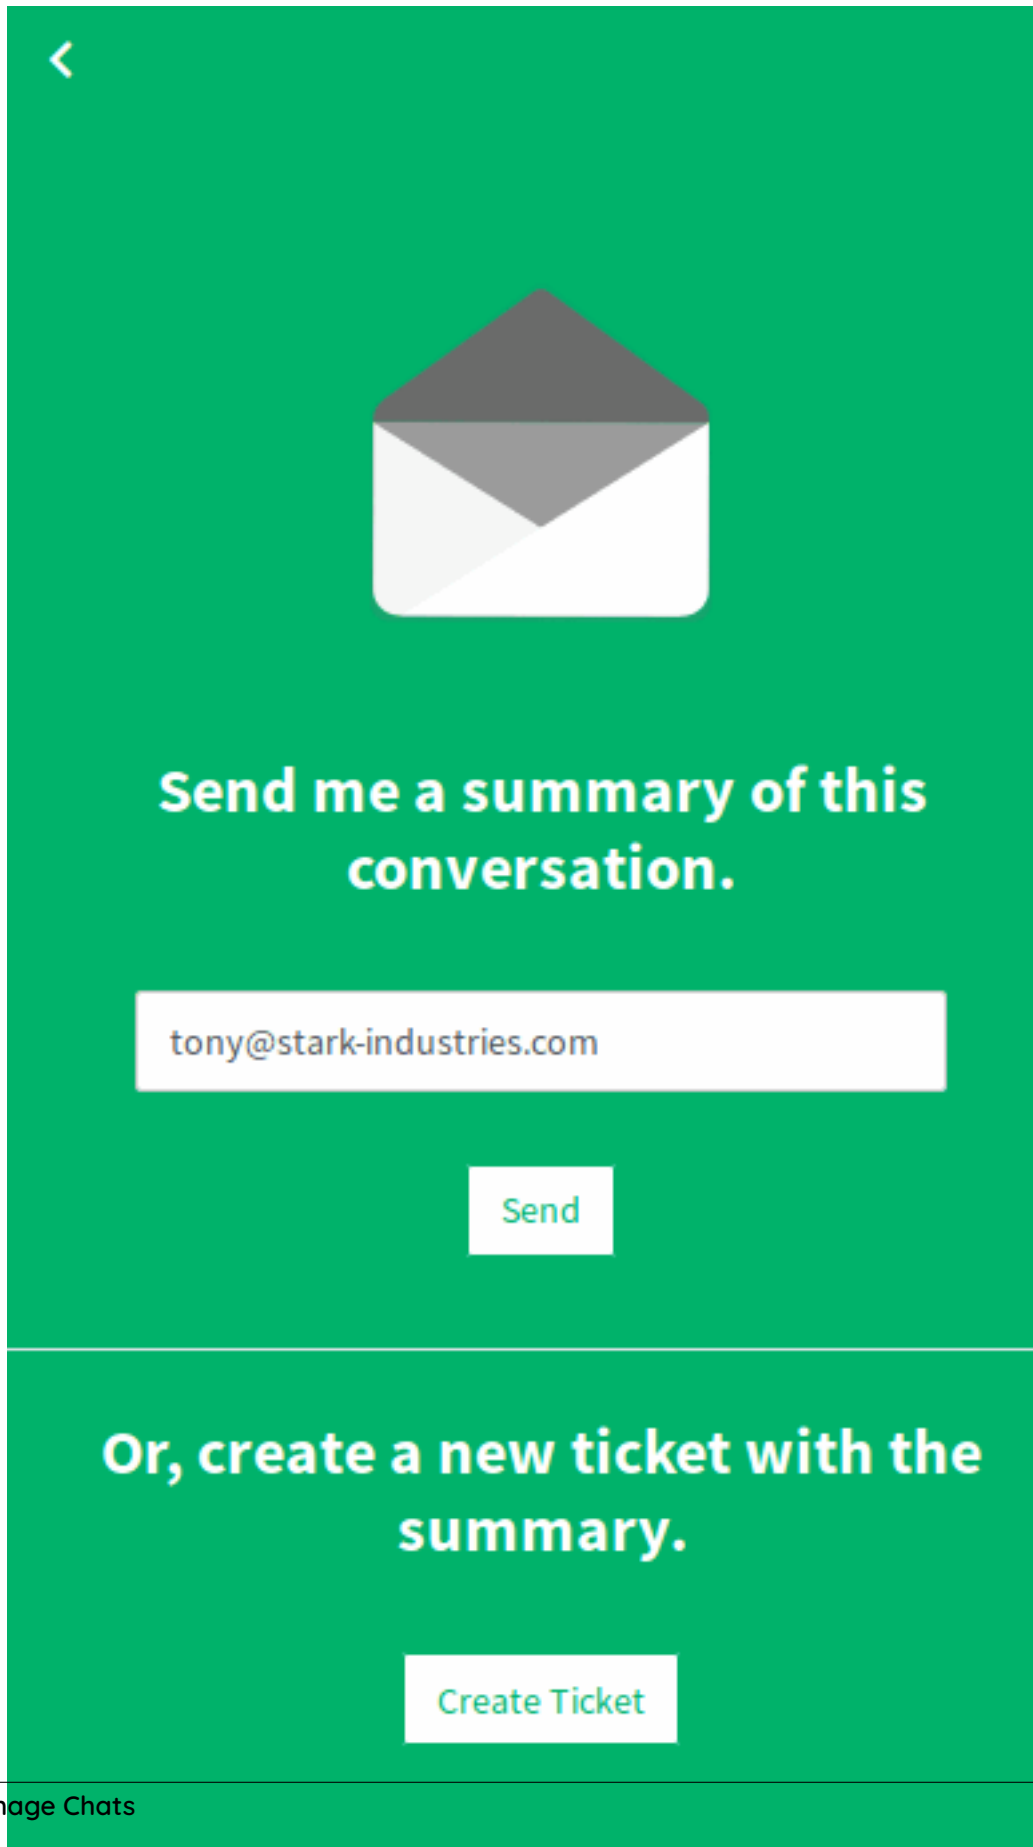 Send me a summary of this
conversation.
tony@stark-industries.com
Send
Or, create a new ticket with the
summary.
Create Ticket
Chats